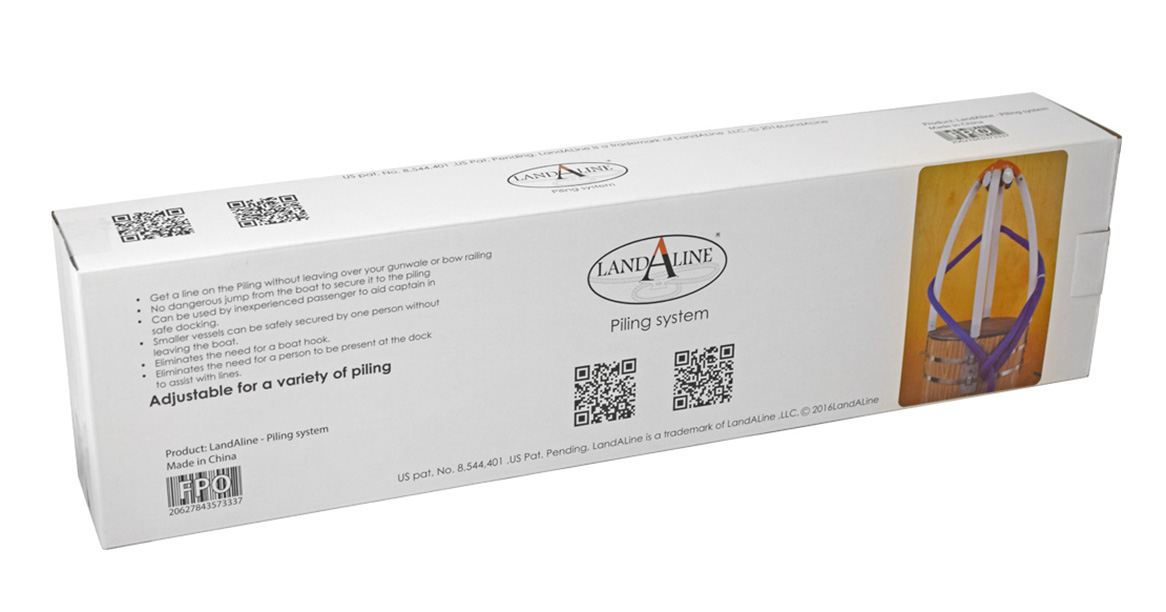 US pat. No. 8,544,401 ,US Pat. Pending. LandALine is a trademark of LandALine ,LLC. © 2016LandALine
Product: LandAline - Piling system
Made in China
FPO
LANDALINE
Piling system
• Get a line on the Piling without leaving over your gunwale or bow railing
• No dangerous jump from the boat to secure it to the piling
• Can be used by inexperienced passenger to aid captain in
safe docking.
• Smaller vessels can be safely secured by one person without
leaving the boat.
• Eliminates the need for a boat hook.
• Eliminates the need for a person to be present at the dock
to assist with lines.
Adjustable for a variety of piling
LANDALINE
®
Piling system
Product: LandAline - Piling system
Made in China
FPO
20627843573337
US pat. No. 8,544,401 ,US Pat. Pending. LandALine is a trademark of LandALine ,LLC. © 2016LandALine